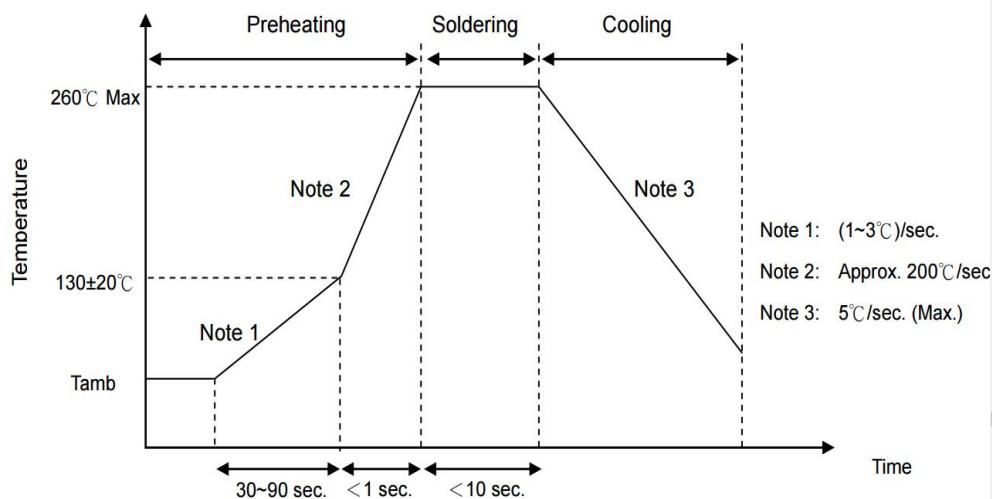 Preheating Soldering Cooling
260℃ Max
Note 2
Note 3
Temperature
Note 1: (1~3℃)/sec.
130±20℃
Note 2: Approx. 200℃/sec
Note 3: 5℃/sec. (Max.)
Note 1
Tamb
Time
30~90 sec. <1 sec. <10 sec.